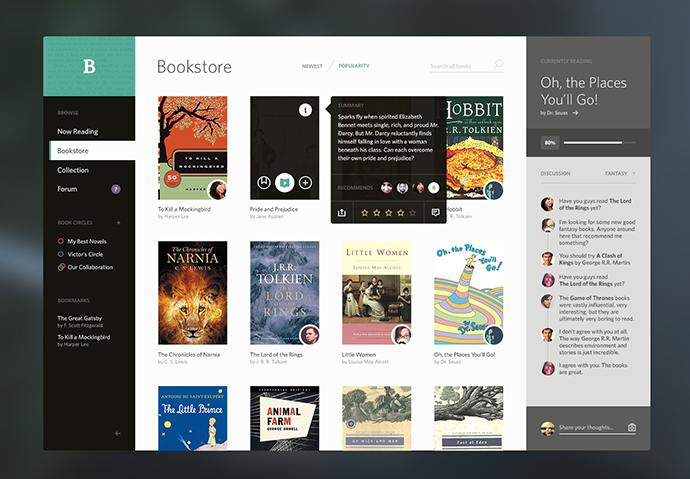 B
BROWSE
Now Reading
Bookstore
Collection
Forum
7
BOOK CIRCLES
+
My Best Novels
Victor's Circle
Our Collaboration
BOOKMARKS
The Great Gatsby
by F. Scott Fitzgerald
To Kill a Mockingbird
by Harper Lee
Bookstore
NEWEST / POPULARITY
Search all books
TO KILL A
MOCKINGBIRD
50
HARPER
To Kill a Mockingbird
by Harper Lee
Pride and Prejudice
by Jane Austen
SUMMARY
Sparks fly when spirited Elizabeth
Bennet meets single, rich, and proud Mr.
Darcy. But Mr. Darcy reluctantly finds
himself falling in love with a woman
beneath his class. Can each overcome
their own pride and prejudice?
RECOMMENDS
HOBBIT
R. TOLKIEN
R. Tolkien
The Chronicles of
NARNIA
C. S. LEWIS
The Chronicles of Narnia
by C. S. Lewis
J.R.R.
TOLKIEN
THE
LORD
OF THE
RINGS
The Lord of the Rings
by J. R. R. Tolkien
LITTLE WOMEN
LOUISA MAY ALCOTT
Little Women
by Louisa May Alcott
Oh, the Places
You'll
Go!
Oh, the Places You'll Go!
by Dr. Seuss
ANTOINE DE SAINT-EXUPÉRY
The Little Prince
CENTENNIAL EDITION
ANIMAL
FARM
GEORGE ORWELL
OF MICE AND MEN
East of Eden
CURRENTLY READING
Oh, the Places
You'll Go!
by Dr. Seuss
80%
DISCUSSION
FANTASY
Have you guys read The Lord
of the Rings yet?
I'm looking for some new good
fantasy books. Anyone around
here that recommend me
something?
You should try A Clash of
Kings by George R.R. Martin.
Have you guys read
The Lord of the Rings yet?
The Game of Thrones books
were vastly influential, very
interesting, but they are
ultimately very boring to read.
I don't agree with you at all.
The way George R.R. Martin
describes environment and
stories is just incredible.
I agree with you. The books
are great.
Share your thoughts...